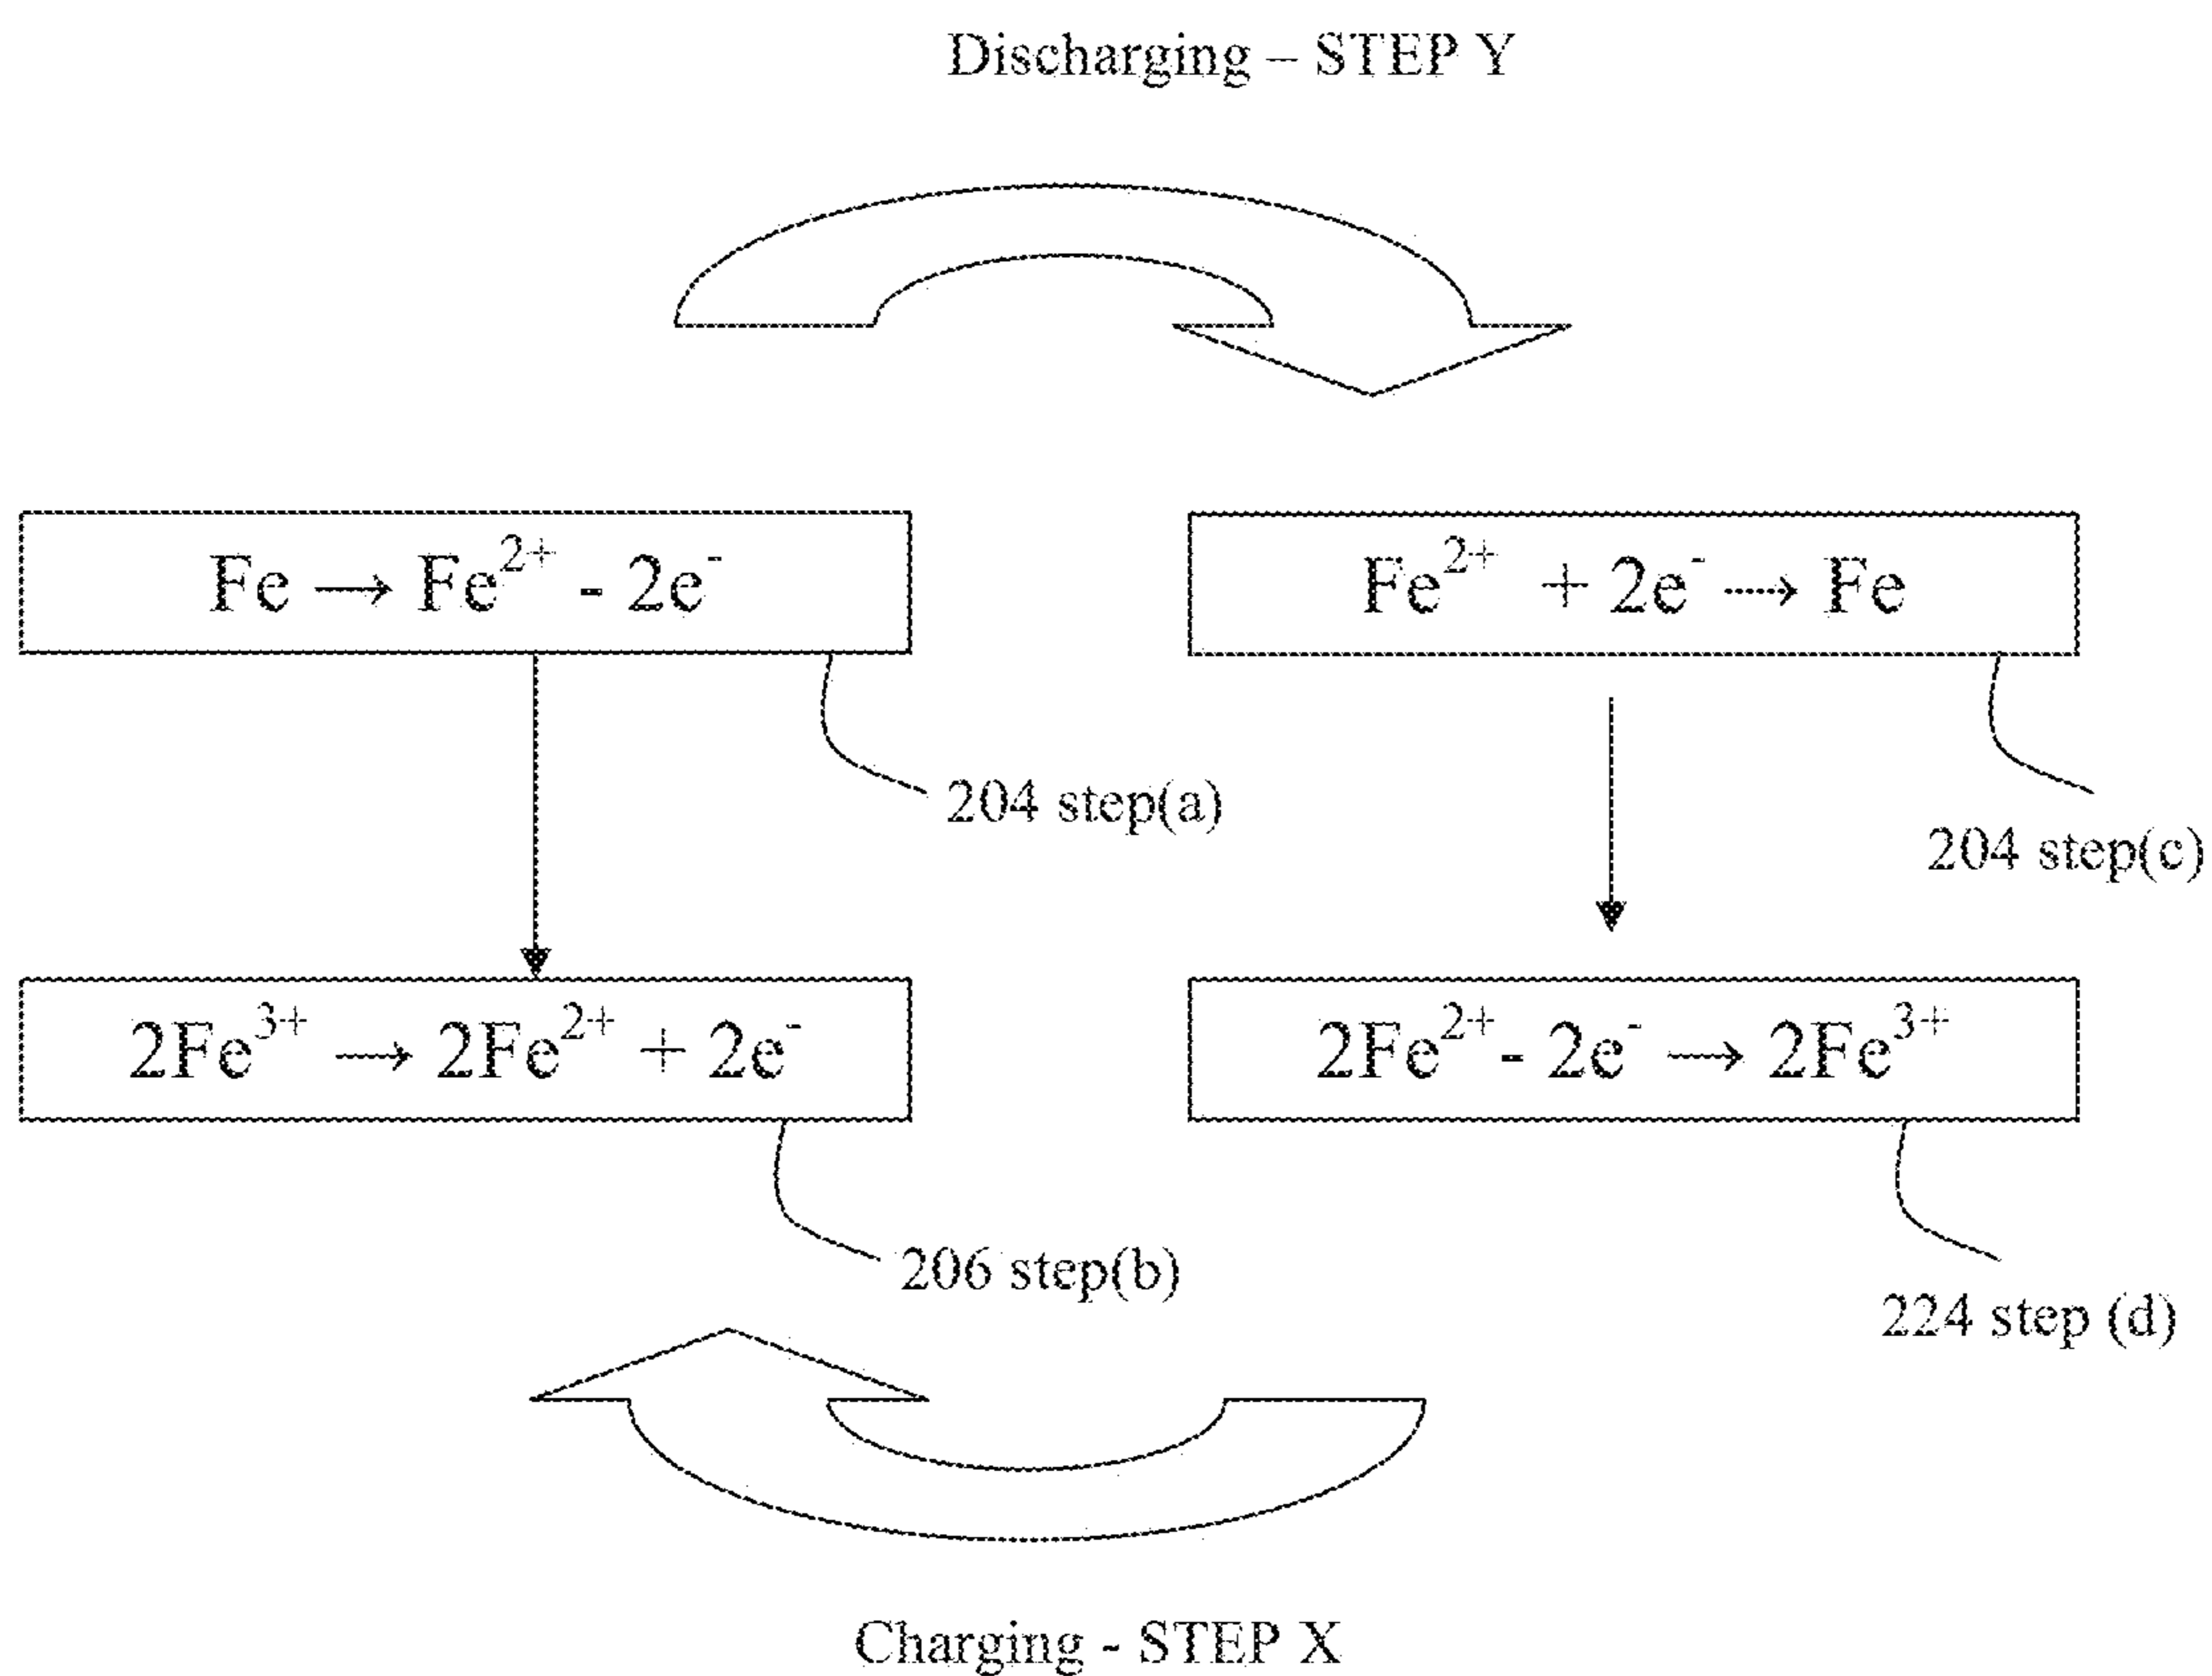 Discharging – STEP Y
Fe → Fe²⁺ - 2e⁻
Fe²⁺ + 2e⁻ → Fe
204 step(a)
204 step(c)
2Fe³⁺ → 2Fe²⁺ + 2e⁻
2Fe²⁺ - 2e⁻ → 2Fe³⁺
206 step(b)
224 step (d)
Charging - STEP X